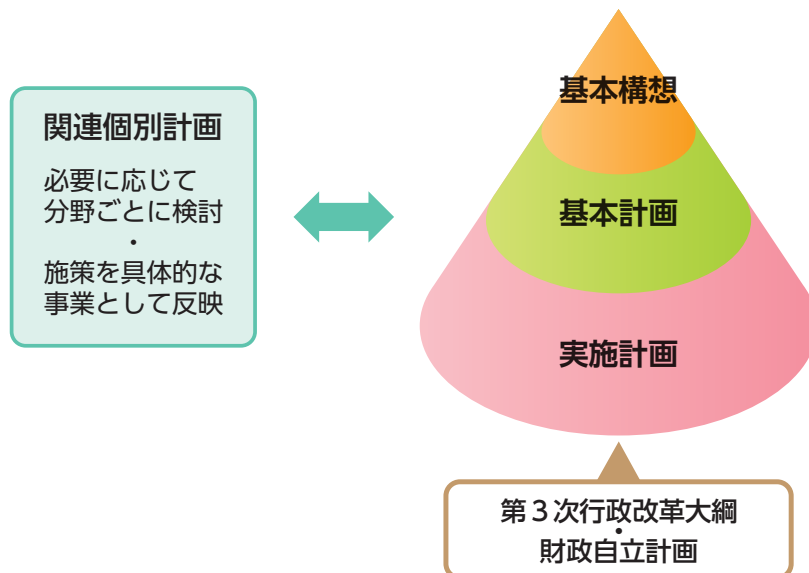 関連個別計画
必要に応じて
分野ごとに検討
・
施策を具体的な
事業として反映
基本構想
基本計画
実施計画
第３次行政改革大綱
・
財政自立計画